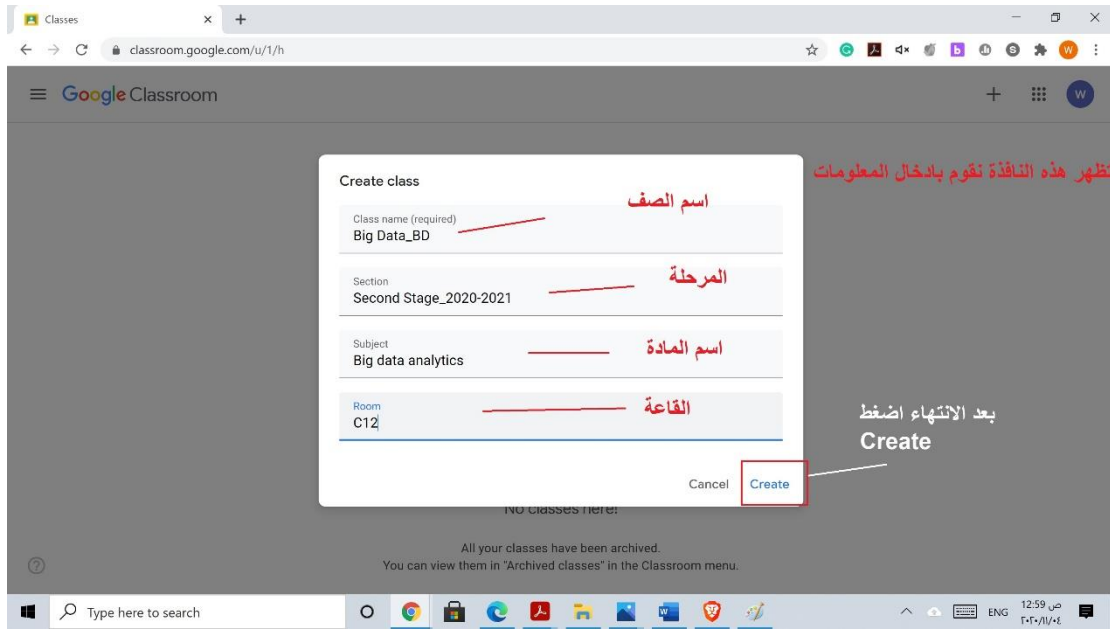 Classes
classroom.google.com/u/1/h
Google Classroom
W
تظهر هذه النافذة نقوم بادخال المعلومات
Create class
اسم الصف
Class name (required)
Big Data_BD
المرحلة
Section
Second Stage_2020-2021
اسم المادة
Subject
Big data analytics
القاعة
Room
C12
بعد الانتهاء اضغط
Create
Cancel Create
No classes here!
All your classes have been archived.
You can view them in "Archived classes" in the Classroom menu.
Type here to search
ENG
12:59 ص
٢٠٢٠/١١/٠٤